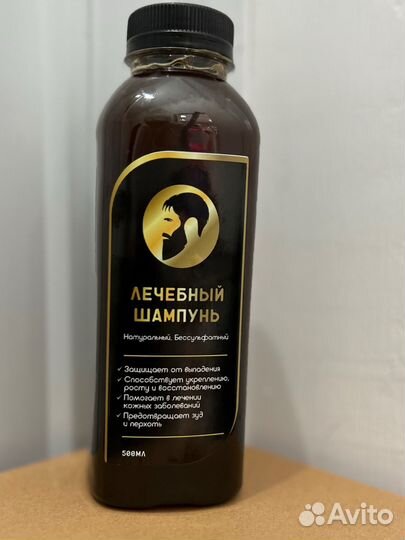 ЛЕЧЕБНЫЙ
ШАМПУНЬ
Натуральный, Бессульфатный
✓ Защищает от выпадения
✓ Способствует укреплению,
росту и восстановлению
✓ Помогает в лечении
кожных заболеваний
✓ Предотвращает зуд
и перхоть
500МЛ
Avito